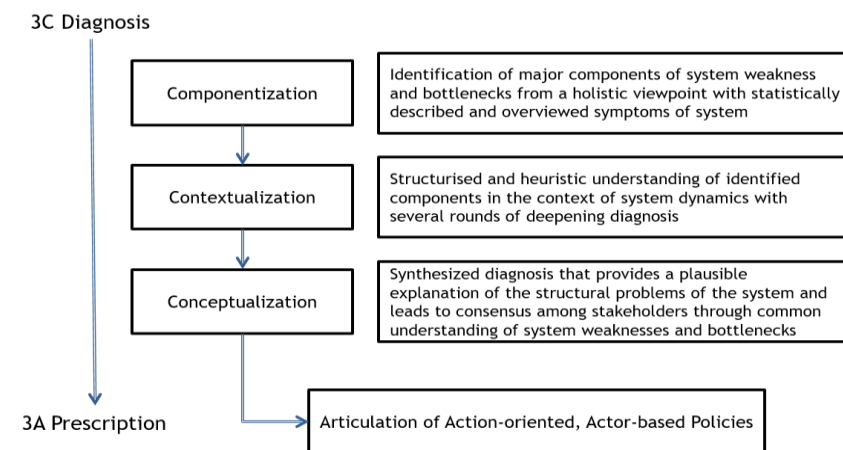 3C Diagnosis
Componentization
Identification of major components of system weakness
and bottlenecks from a holistic viewpoint with statistically
described and overviewed symptoms of system
Contextualization
Structurised and heuristic understanding of identified
components in the context of system dynamics with
several rounds of deepening diagnosis
Conceptualization
Synthesized diagnosis that provides a plausible
explanation of the structural problems of the system and
leads to consensus among stakeholders through common
understanding of system weaknesses and bottlenecks
3A Prescription
Articulation of Action-oriented, Actor-based Policies